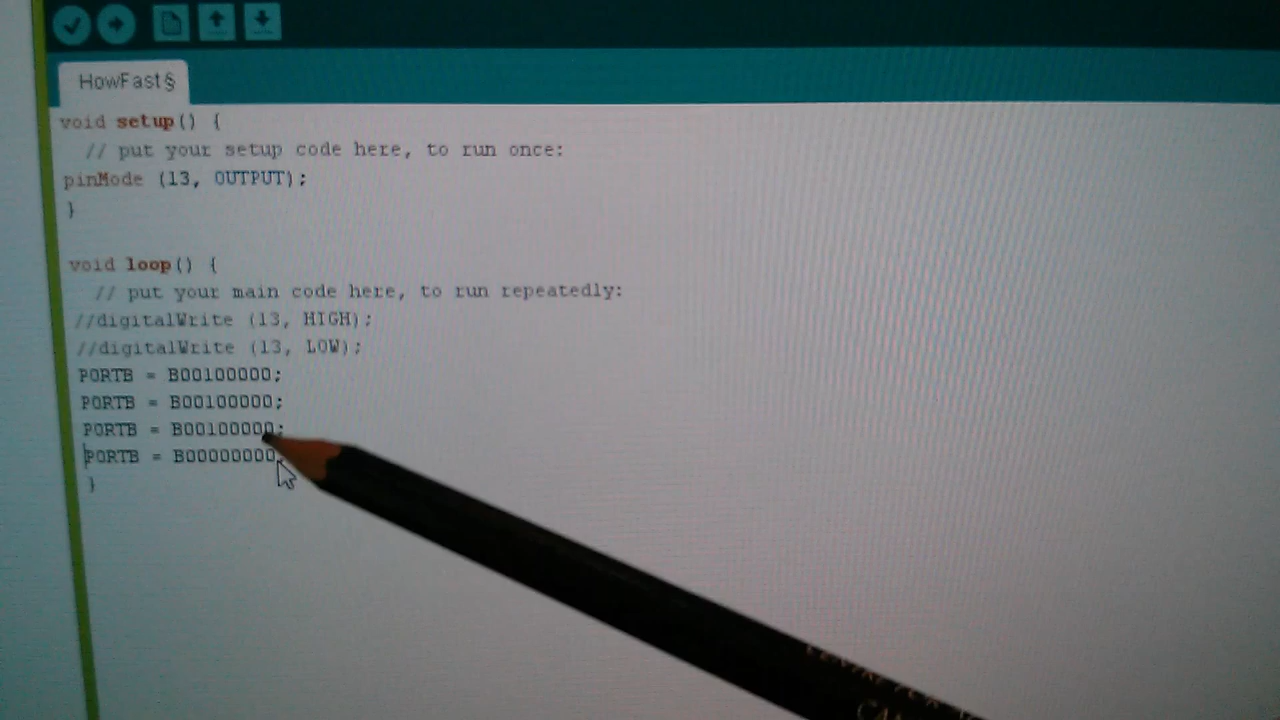 HowFast§
void setup() {
// put your setup code here, to run once:
pinMode (13, OUTPUT);
}
void loop() {
// put your main code here, to run repeatedly:
//digitalWrite (13, HIGH);
//digitalWrite (13, LOW);
PORTB = B00100000;
PORTB = B00100000;
PORTB = B00100000;
PORTB = B00000000;
}